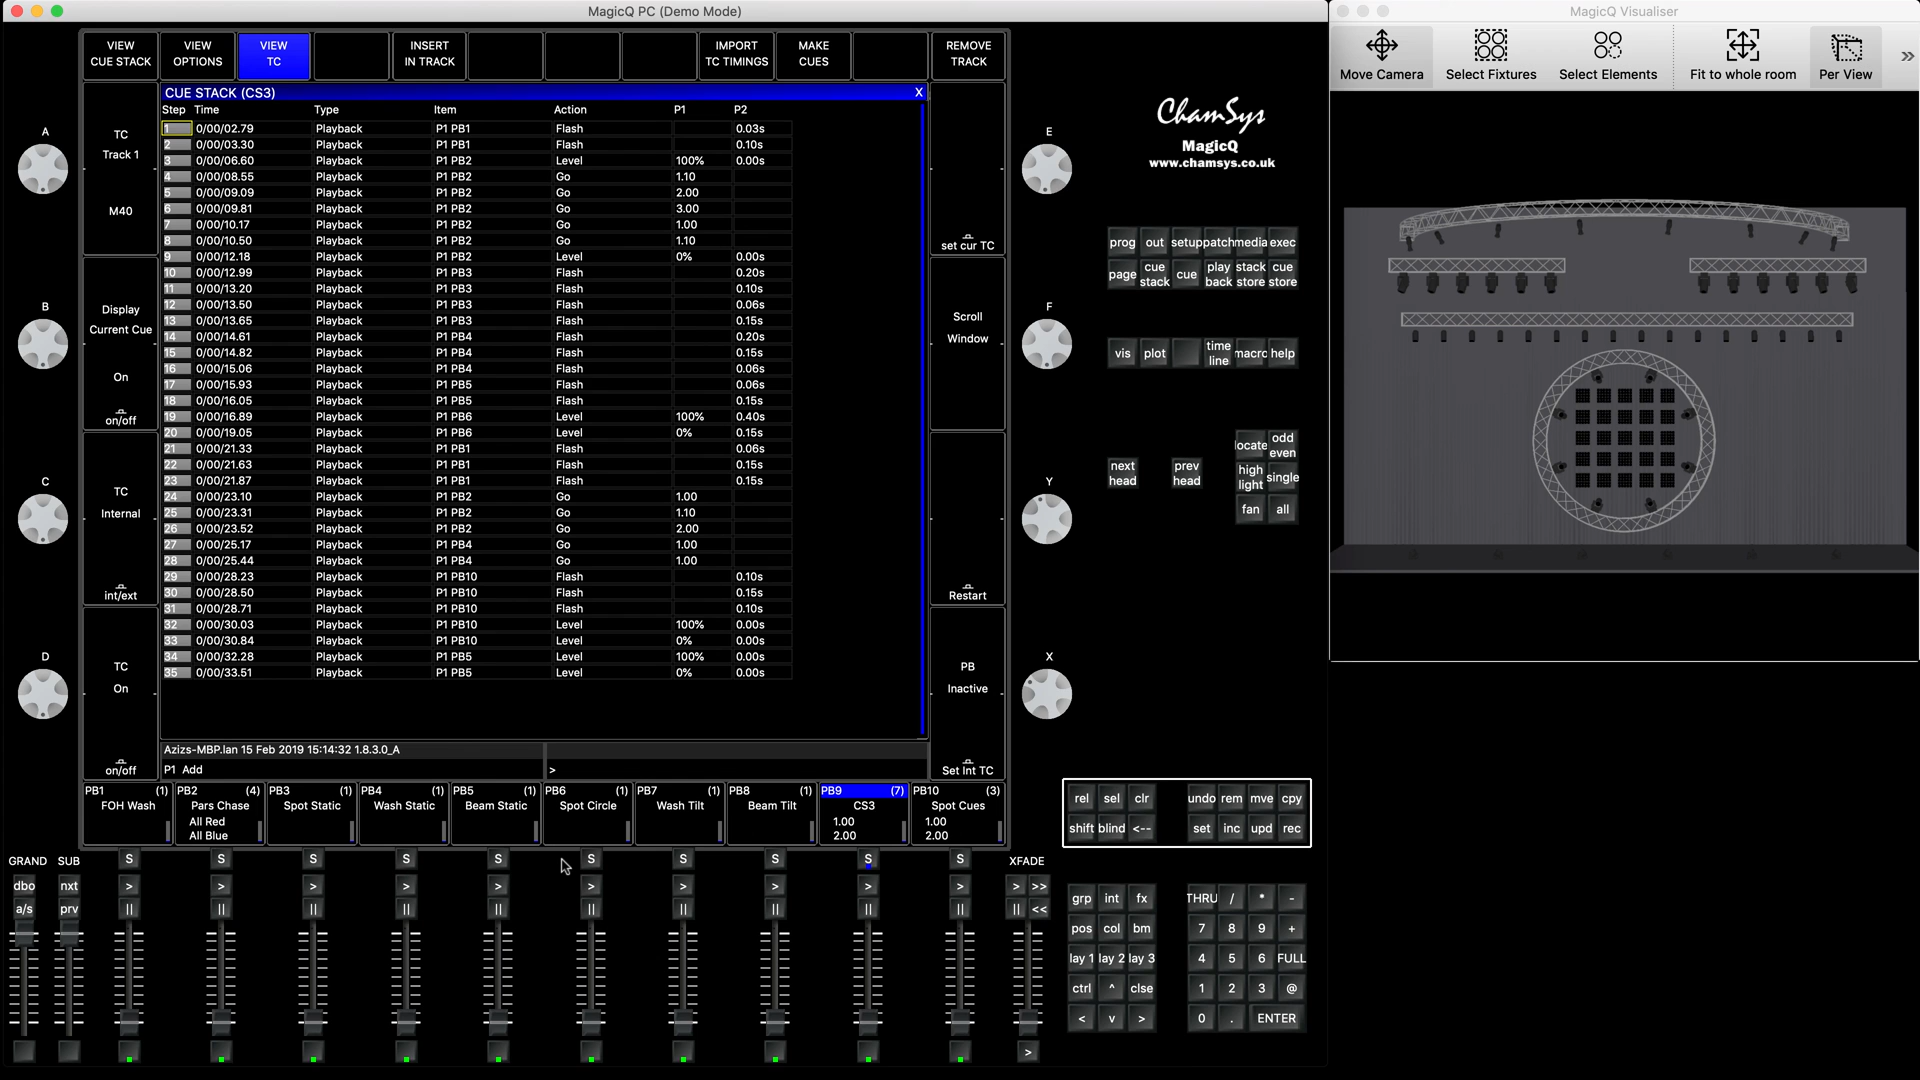 MagicQ PC (Demo Mode)
VIEW CUE STACK
VIEW OPTIONS
VIEW TC
INSERT IN TRACK
IMPORT TC TIMINGS
MAKE CUES
REMOVE TRACK
CUE STACK (CS3) X
Step Time Type Item Action P1 P2
1 0/00/02.79 Playback P1 PB1 Flash 0.03s
2 0/00/03.30 Playback P1 PB1 Flash 0.10s
3 0/00/06.60 Playback P1 PB2 Level 100% 0.00s
4 0/00/08.55 Playback P1 PB2 Go 1.10
5 0/00/09.09 Playback P1 PB2 Go 2.00
6 0/00/09.81 Playback P1 PB2 Go 3.00
7 0/00/10.17 Playback P1 PB2 Go 1.00
8 0/00/10.50 Playback P1 PB2 Go 1.10
9 0/00/12.18 Playback P1 PB2 Level 0% 0.00s
10 0/00/12.99 Playback P1 PB3 Flash 0.20s
11 0/00/13.20 Playback P1 PB3 Flash 0.10s
12 0/00/13.50 Playback P1 PB3 Flash 0.06s
13 0/00/13.65 Playback P1 PB3 Flash 0.15s
14 0/00/14.61 Playback P1 PB4 Flash 0.20s
15 0/00/14.82 Playback P1 PB4 Flash 0.15s
16 0/00/15.06 Playback P1 PB4 Flash 0.06s
17 0/00/15.93 Playback P1 PB5 Flash 0.06s
18 0/00/16.05 Playback P1 PB5 Flash 0.15s
19 0/00/16.89 Playback P1 PB6 Level 100% 0.40s
20 0/00/19.05 Playback P1 PB6 Level 0% 0.15s
21 0/00/21.33 Playback P1 PB1 Flash 0.06s
22 0/00/21.63 Playback P1 PB1 Flash 0.15s
23 0/00/21.87 Playback P1 PB1 Flash 0.15s
24 0/00/23.10 Playback P1 PB2 Go 1.00
25 0/00/23.31 Playback P1 PB2 Go 1.10
26 0/00/23.52 Playback P1 PB2 Go 2.00
27 0/00/25.17 Playback P1 PB4 Go 1.00
28 0/00/25.44 Playback P1 PB4 Go 1.00
29 0/00/28.23 Playback P1 PB10 Flash 0.10s
30 0/00/28.50 Playback P1 PB10 Flash 0.15s
31 0/00/28.71 Playback P1 PB10 Flash 0.10s
32 0/00/30.03 Playback P1 PB10 Level 100% 0.00s
33 0/00/30.84 Playback P1 PB10 Level 0% 0.00s
34 0/00/32.28 Playback P1 PB5 Level 100% 0.00s
35 0/00/33.51 Playback P1 PB5 Level 0% 0.00s
A
TC
Track 1
M40
B
Display
Current Cue
On
on/off
C
TC
Internal
int/ext
D
TC
On
on/off
set cur TC
Scroll
Window
Restart
PB
Inactive
Set Int TC
E
F
Y
X
Azizs-MBP.lan 15 Feb 2019 15:14:32 1.8.3.0_A
P1 Add >
PB1 (1) PB2 (4) PB3 (1) PB4 (1) PB5 (1) PB6 (1) PB7 (1) PB8 (1) PB9 (7) PB10 (3)
FOH Wash Pars Chase Spot Static Wash Static Beam Static Spot Circle Wash Tilt Beam Tilt CS3 Spot Cues
All Red 1.00 1.00
All Blue 2.00 2.00
GRAND SUB S S S S S S S S S S XFADE
dbo nxt > > > > > > > > > > > >>
a/s prv || || || || || || || || || || || <<
>
ChamSys
MagicQ
www.chamsys.co.uk
prog out setup patch media exec
page cue stack cue play back stack store cue store
vis plot time line macro help
locate odd even
next head prev head high light single
fan all
rel sel clr undo rem mve cpy
shift blind <-- set inc upd rec
grp int fx THRU / * -
pos col bm 7 8 9 +
lay 1 lay 2 lay 3 4 5 6 FULL
ctrl ^ clse 1 2 3 @
< v > 0 . ENTER
MagicQ Visualiser
Move Camera Select Fixtures Select Elements Fit to whole room Per View »